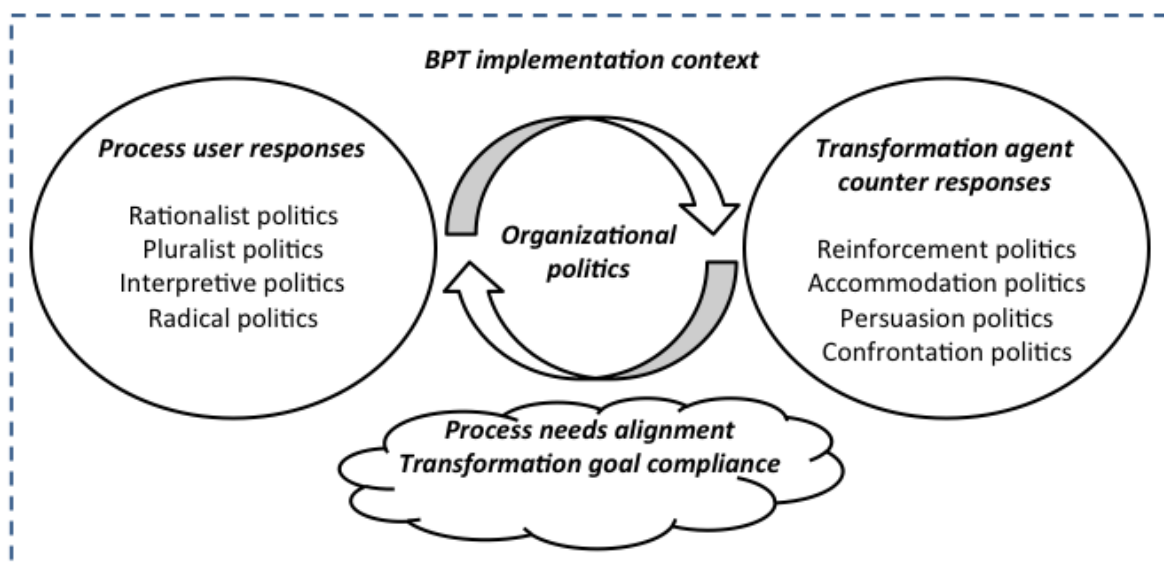 BPT implementation context
Process user responses
Rationalist politics
Pluralist politics
Interpretive politics
Radical politics
Organizational
politics
Transformation agent
counter responses
Reinforcement politics
Accommodation politics
Persuasion politics
Confrontation politics
Process needs alignment
Transformation goal compliance